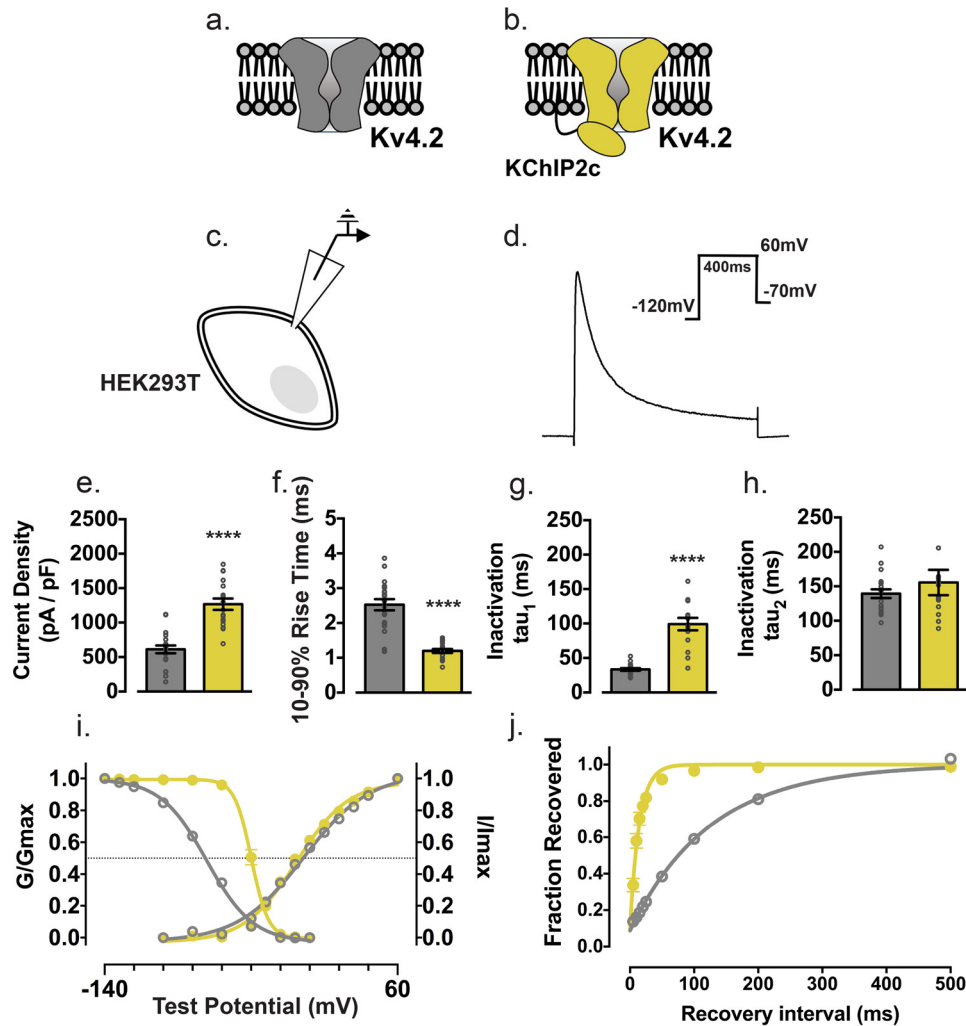 a.
b.
Kv4.2
Kv4.2
KChIP2c
c.
d.
60mV
400ms
-70mV
-120mV
HEK293T
e.
f.
g.
h.
Current Density
(pA / pF)
2500
2000
1500
1000
500
0
****
10-90% Rise Time (ms)
5
4
3
2
1
0
****
Inactivation
tau1 (ms)
250
200
150
100
50
0
****
Inactivation
tau2 (ms)
250
200
150
100
50
0
i.
j.
G/Gmax
1.0
0.8
0.6
0.4
0.2
0.0
1.0
0.8
0.6
0.4
0.2
0.0
I/Imax
-140
60
Test Potential (mV)
Fraction Recovered
1.0
0.8
0.6
0.4
0.2
0.0
0 100 200 300 400 500
Recovery interval (ms)